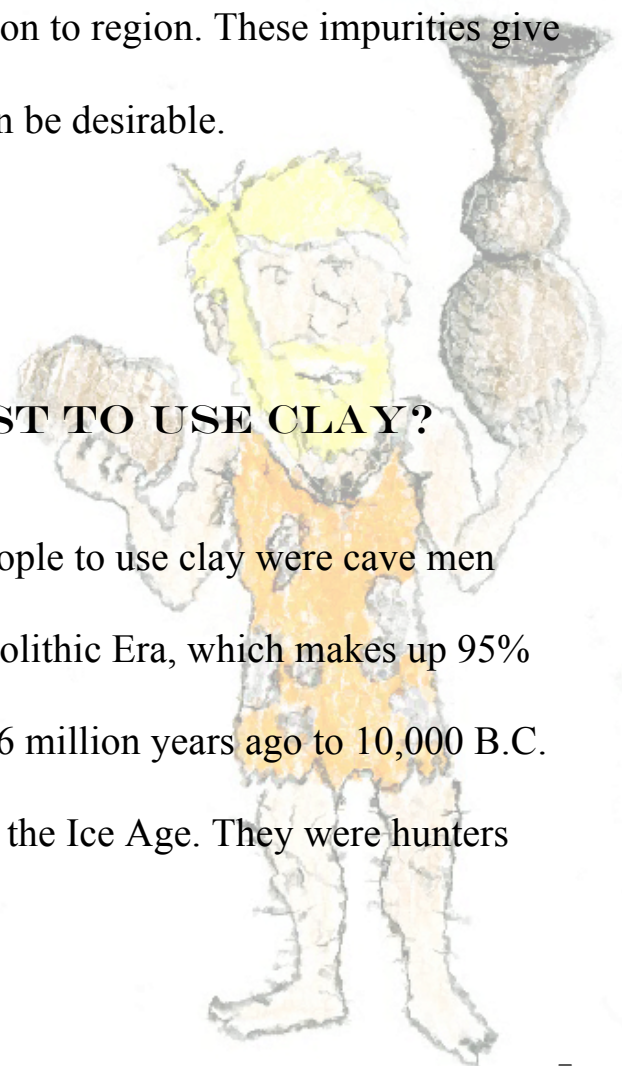 on to region. These impurities give
n be desirable.
ST TO USE CLAY?
ople to use clay were cave men
olithic Era, which makes up 95%
6 million years ago to 10,000 B.C.
the Ice Age. They were hunters